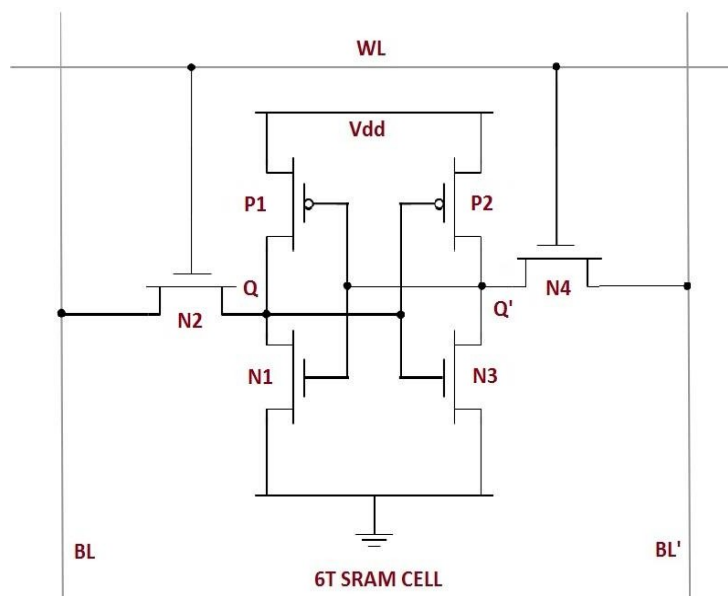 WL
Vdd
P1
P2
Q
N4
N2
Q'
N1
N3
BL
BL'
6T SRAM CELL